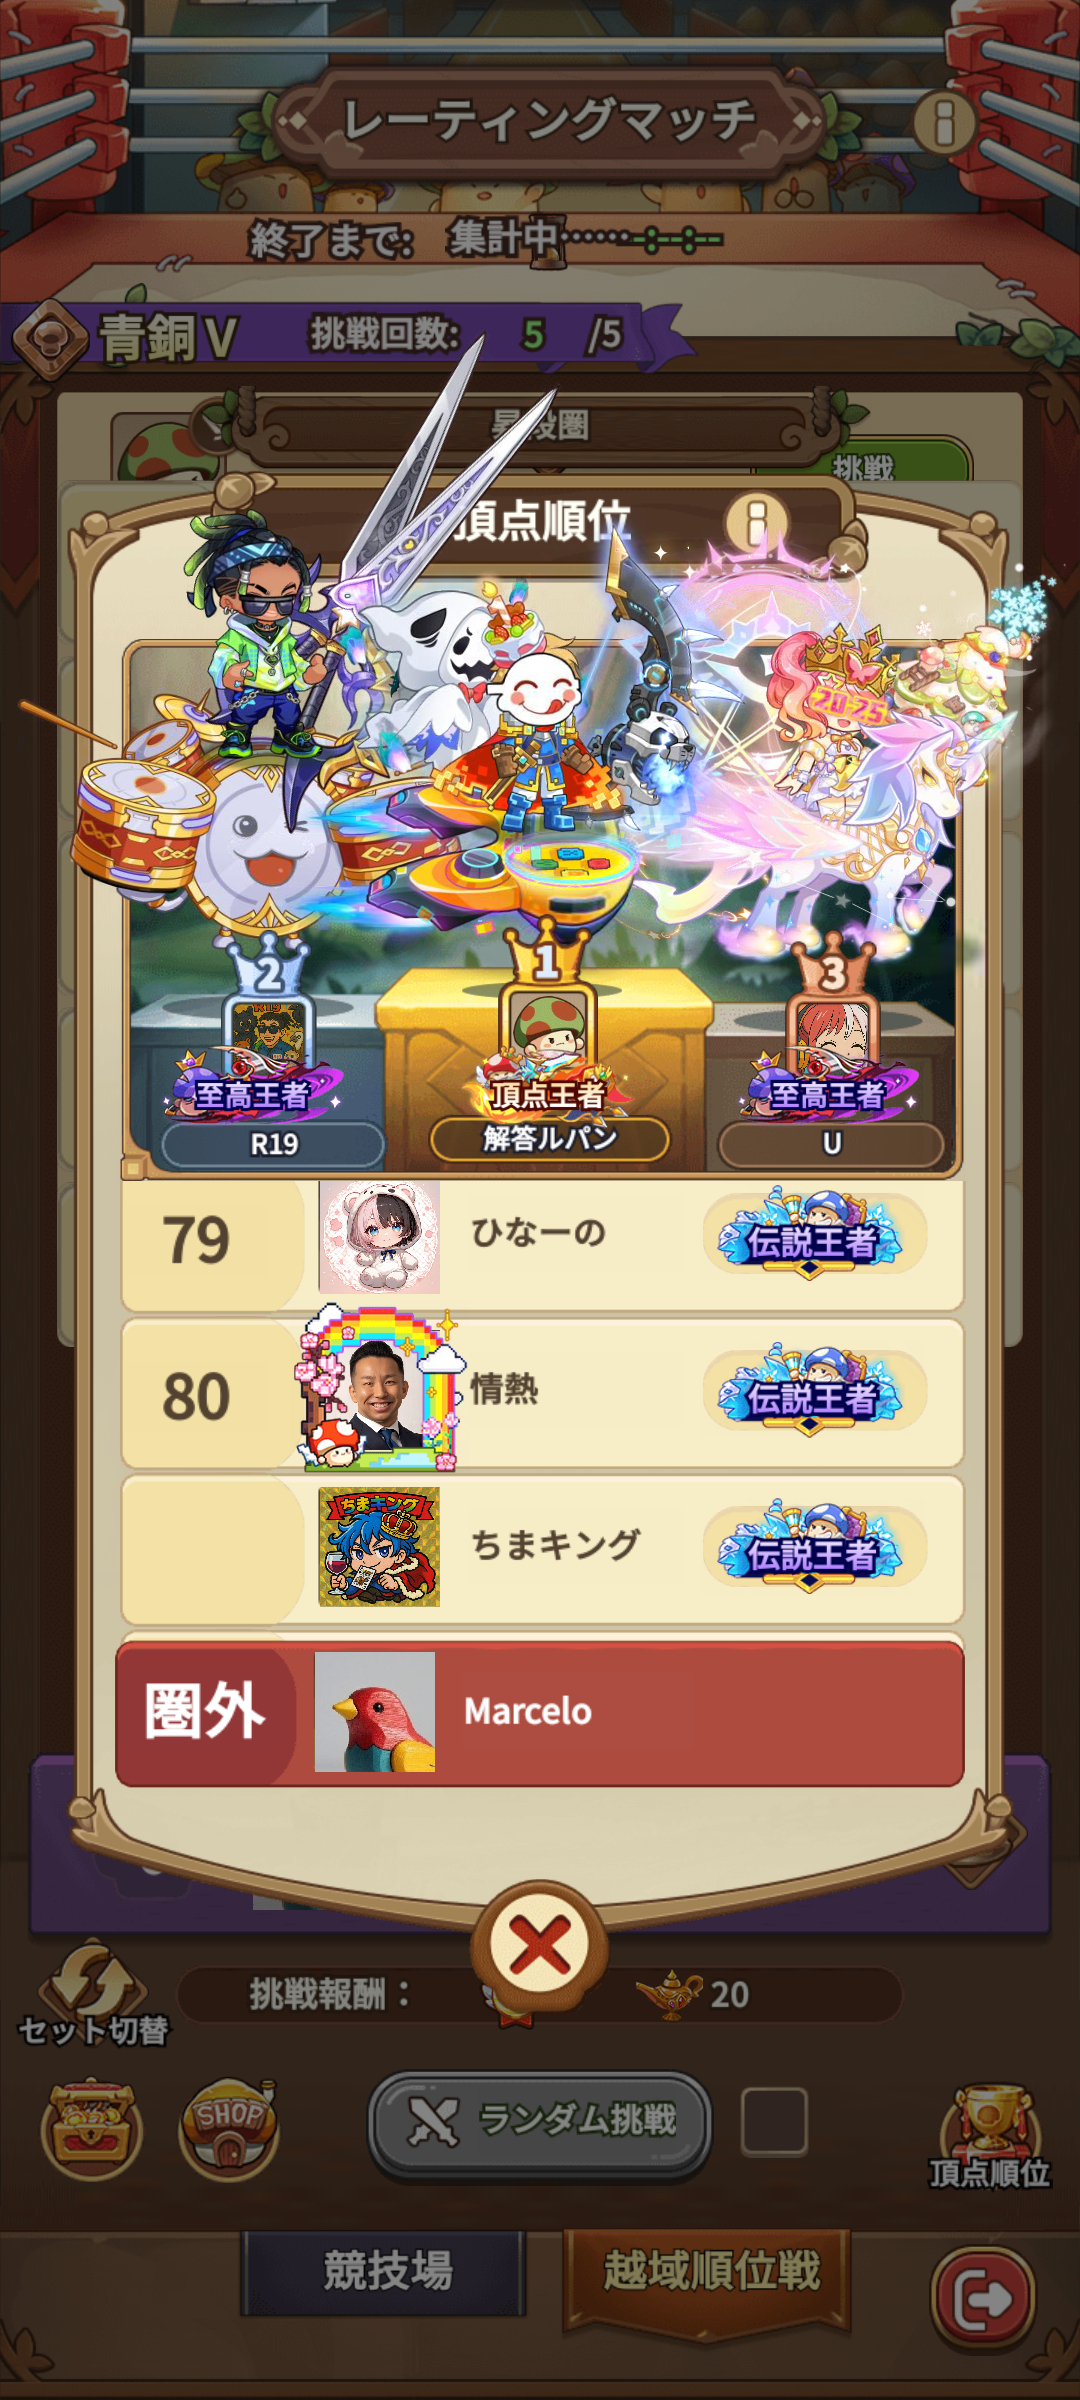 レーティングマッチ
終了まで: 集計中……--:--:--
青銅V 挑戦回数: 5 /5
昇段圏
挑戦
頂点順位
20-25
2
1
3
R19
至高王者
頂点王者
至高王者
R19
解答ルパン
U
79 ひなーの 伝説王者
80 情熱 伝説王者
ちまキング
ちまキング 伝説王者
圏外 Marcelo
挑戦報酬： 20
セット切替
SHOP
ランダム挑戦
頂点順位
競技場
越域順位戦